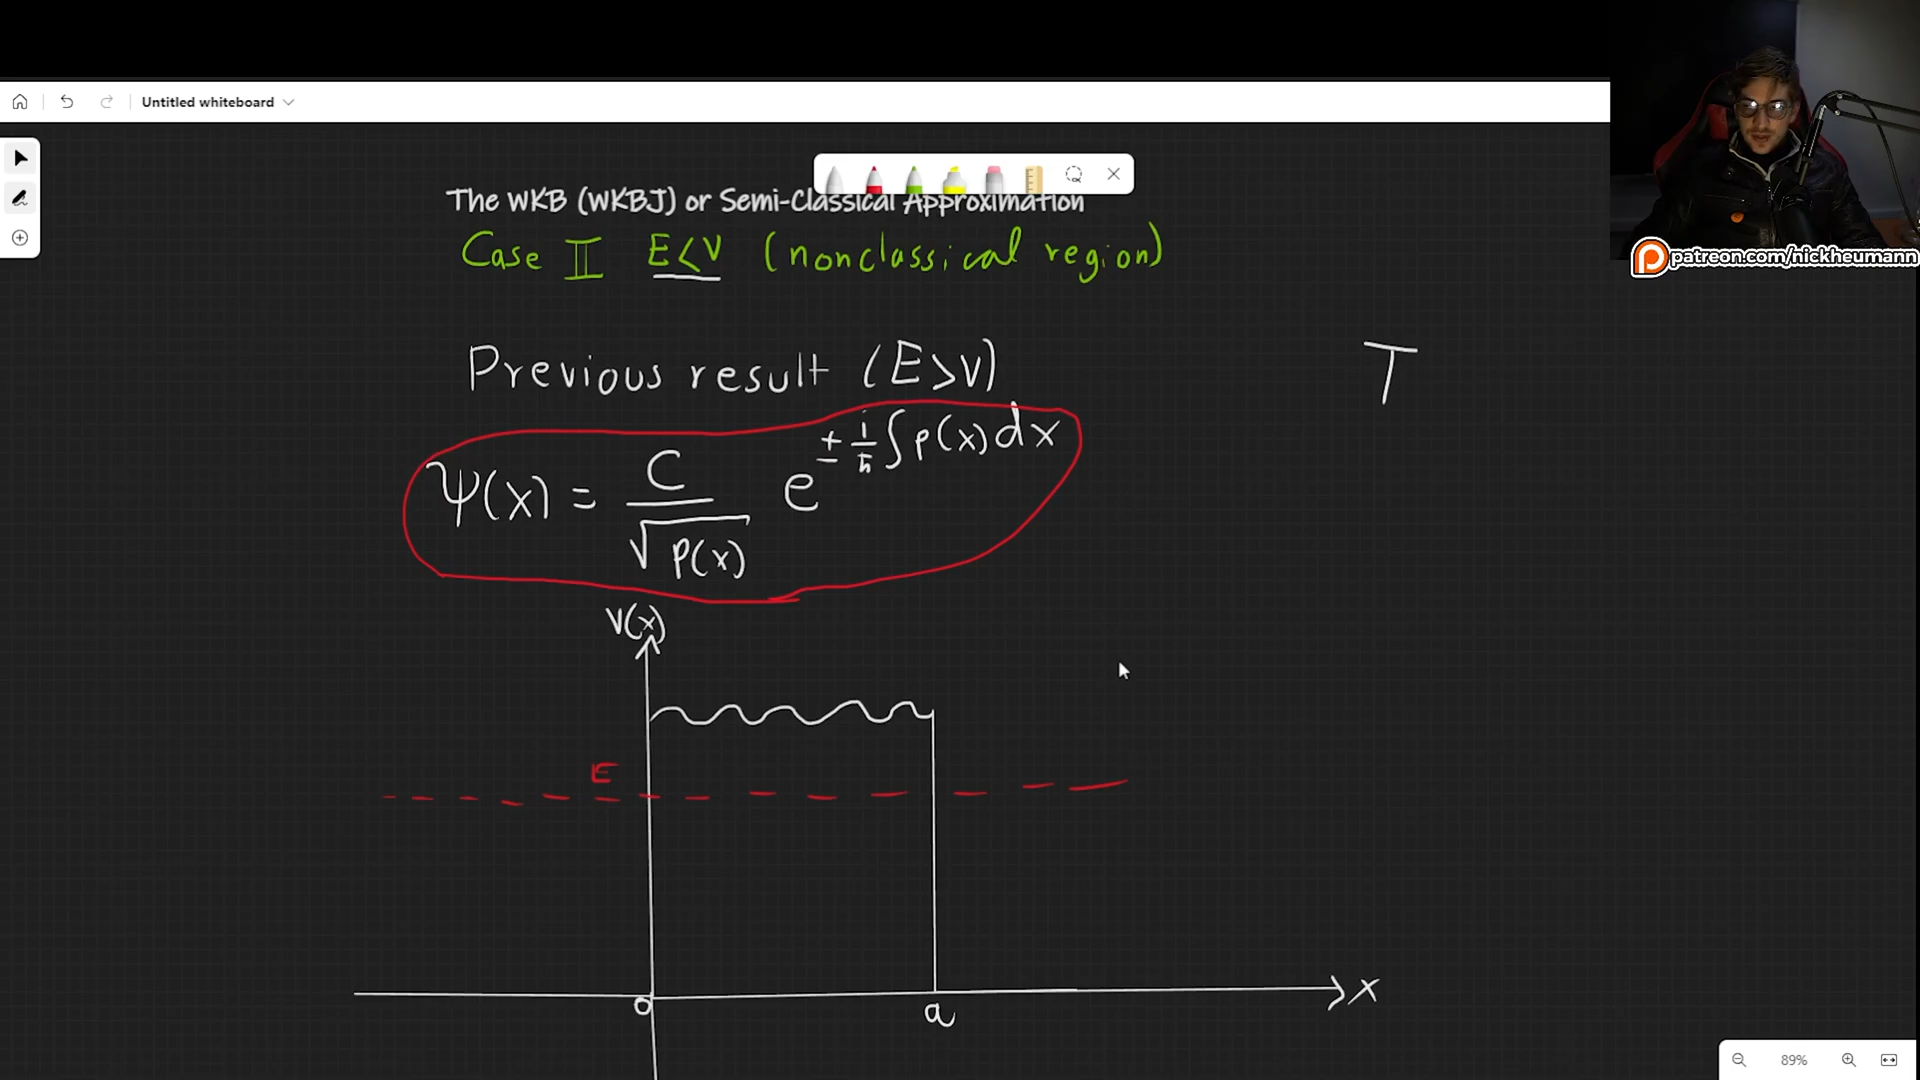 Untitled whiteboard
The WKB (WKBJ) or Semi-Classical Approximation
Case II E<V (nonclassical region)
patreon.com/nickheumann
Previous result (E>V)
T
ψ(x) = C/√p(x) e^{±i/ħ ∫p(x)dx}
V(x)
E
0
a
x
89%